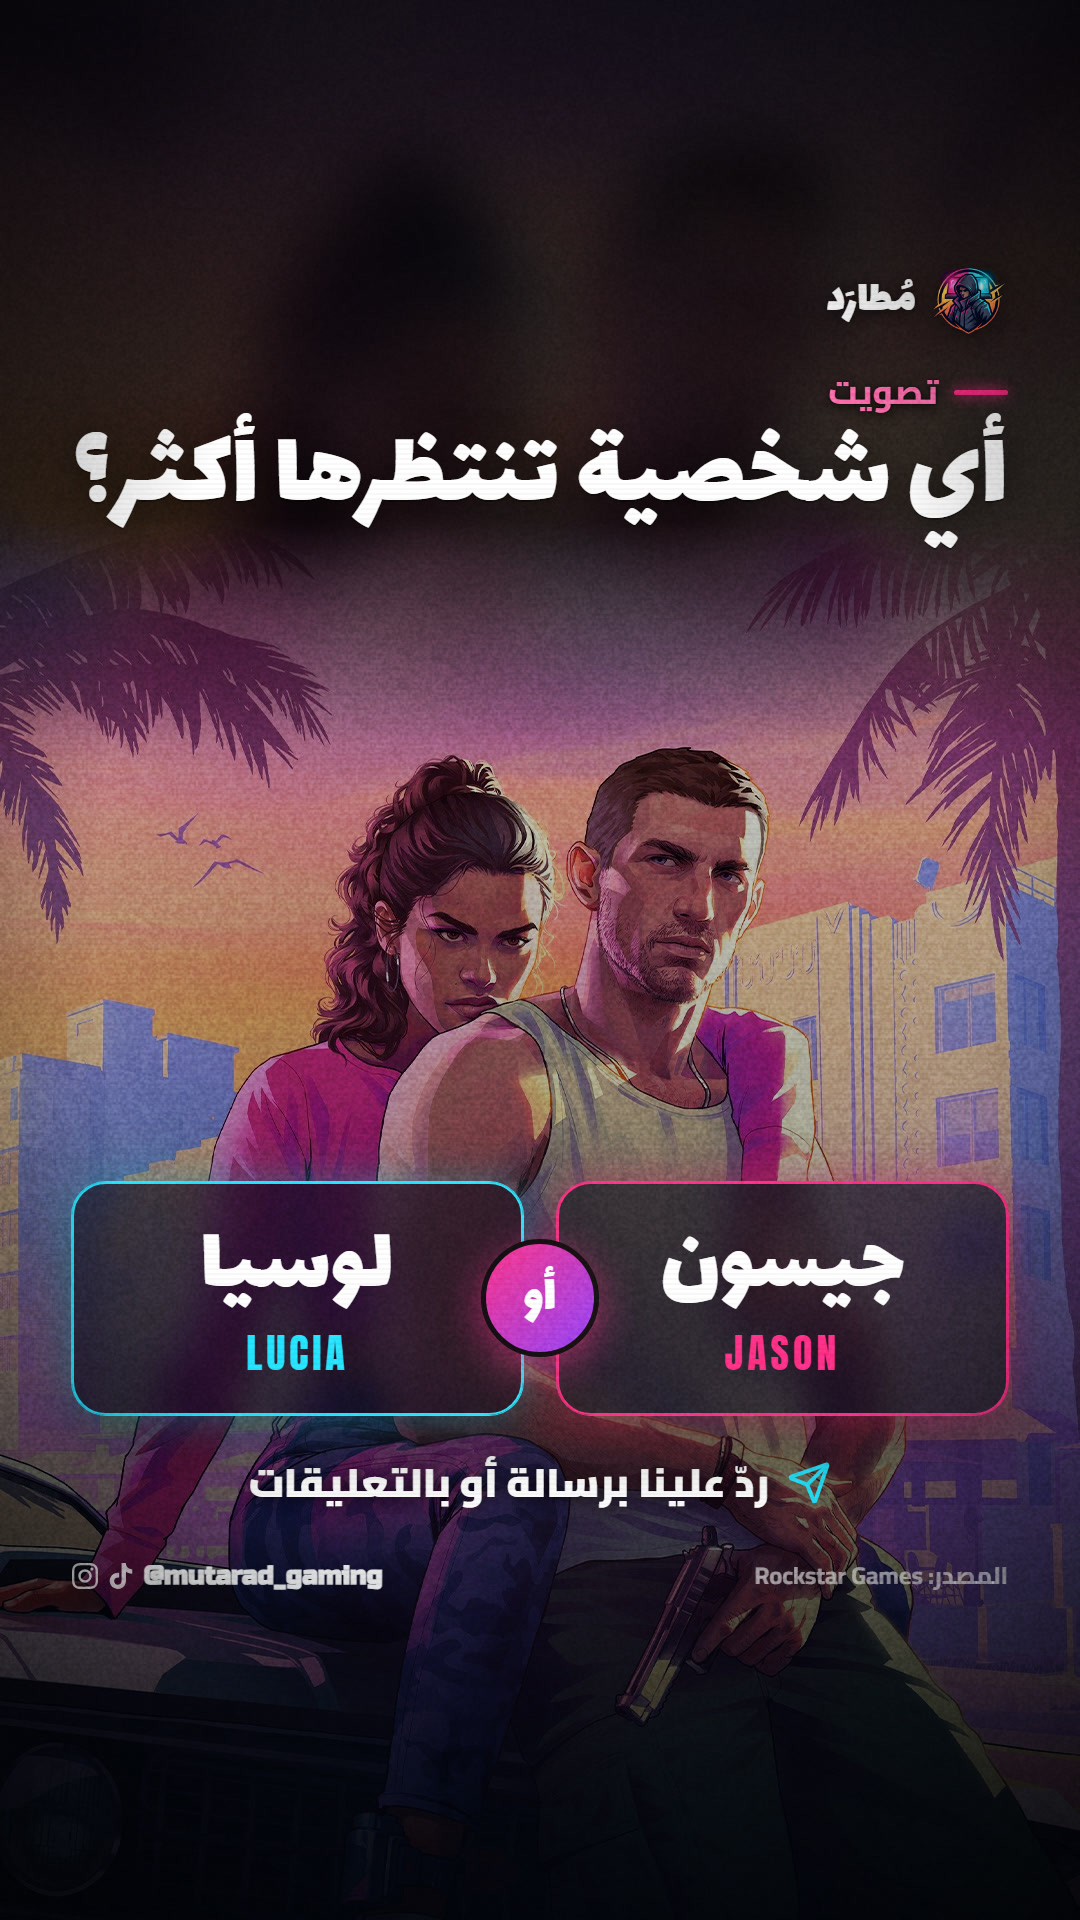 مُطارَد
تصويت
أي شخصية تنتظرها أكثر؟
جيسون
JASON
أو
لوسيا
LUCIA
ردّ علينا برسالة أو بالتعليقات
المصدر: Rockstar Games
@mutarad_gaming